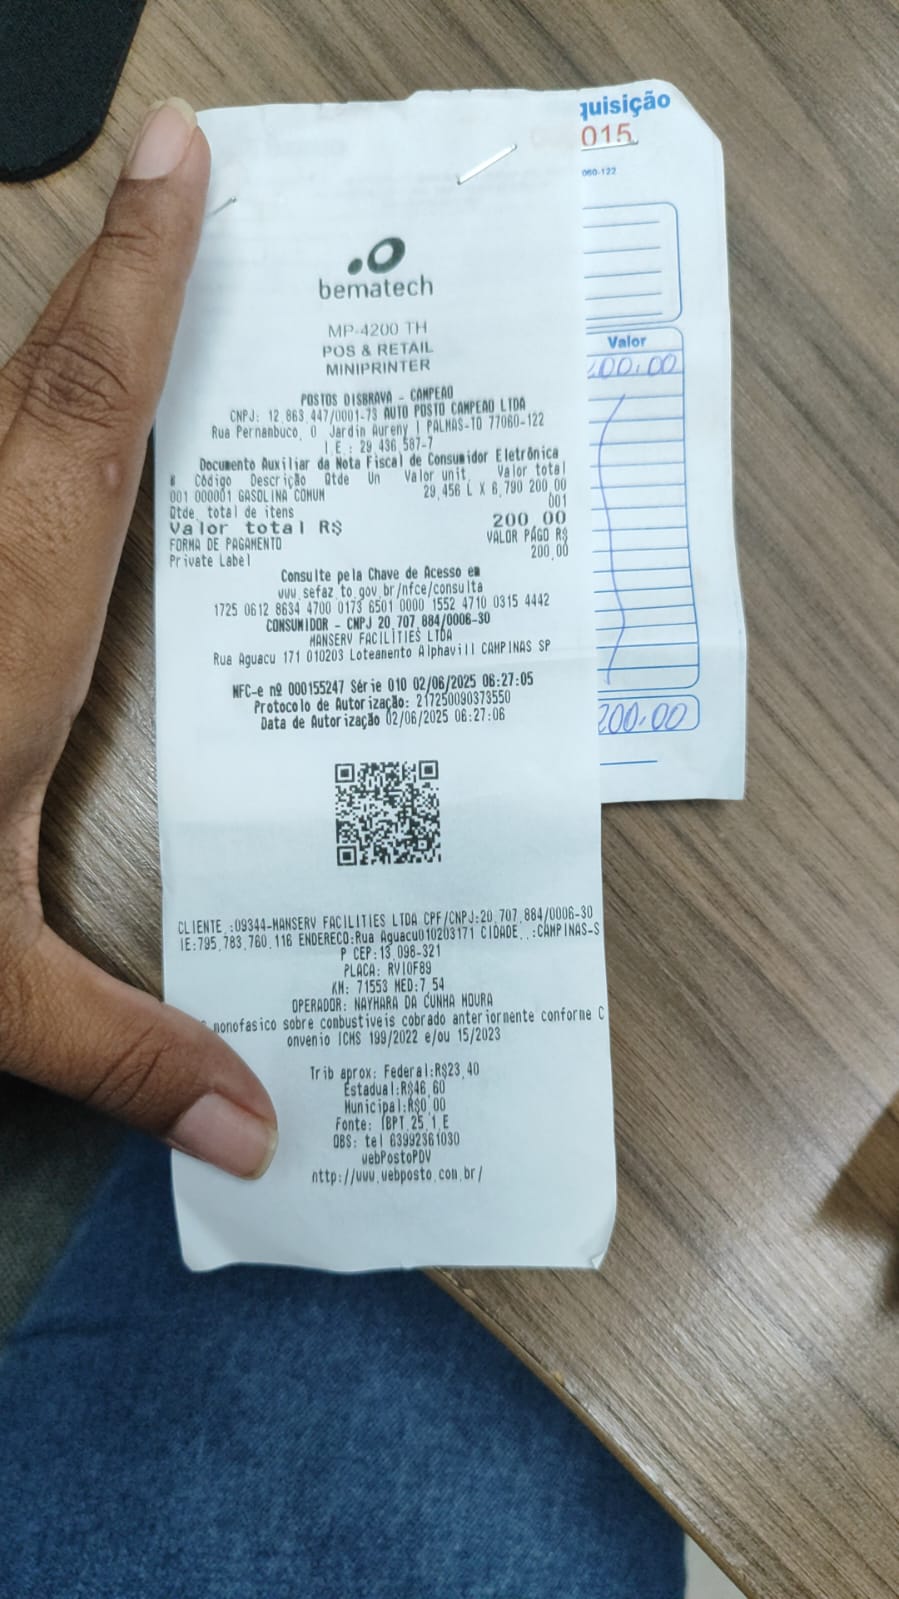 quisição
015
060-122
bematech
MP-4200 TH
POS & RETAIL
MINIPRINTER
POSTOS DISBRAVA - CAMPEAO
CNPJ: 12.863.447/0001-73 AUTO POSTO CAMPEAO LTDA
Rua Pernambuco, 0 Jardin Aureny I PALMAS-TO 77060-122
I.E.: 29.436.587-7
Documento Auxiliar da Nota Fiscal de Consumidor Eletrônica
# Código Descrição Qtde Un Valor unit. Valor total
001 000001 GASOLINA COMUM 29,456 L X 6,790 200,00
Qtde. total de itens 001
Valor total R$ 200,00
FORMA DE PAGAMENTO VALOR PAGO R$
Private Label 200,00
Consulte pela Chave de Acesso em
www.sefaz.to.gov.br/nfce/consulta
1725 0612 8634 4700 0173 6501 0000 1552 4710 0315 4442
CONSUMIDOR - CNPJ 20.707.884/0006-30
MANSERV FACILITIES LTDA
Rua Aguacu 171 010203 Loteamento Alphavill CAMPINAS SP
NFC-e nº 000155247 Série 010 02/06/2025 06:27:05
Protocolo de Autorização: 217250090373550
Data de Autorização 02/06/2025 06:27:06
CLIENTE.:09344-MANSERV FACILITIES LTDA CPF/CNPJ:20.707.884/0006-30
IE:795.783.760.116 ENDERECO:Rua Aguacu010203171 CIDADE..:CAMPINAS-S
P CEP:13.098-321
PLACA: RVI0F89
KM: 71553 MED:7,54
OPERADOR: NAYHARA DA CUNHA MOURA
monofasico sobre combustiveis cobrado anteriormente conforme C
onvenio ICMS 199/2022 e/ou 15/2023
Trib aprox: Federal:R$23,40
Estadual:R$46,60
Municipal:R$0,00
Fonte: IBPT 25.1.E
OBS: tel 63992361030
webPostoPDV
http://www.webposto.com.br/
Valor
200,00
200,00